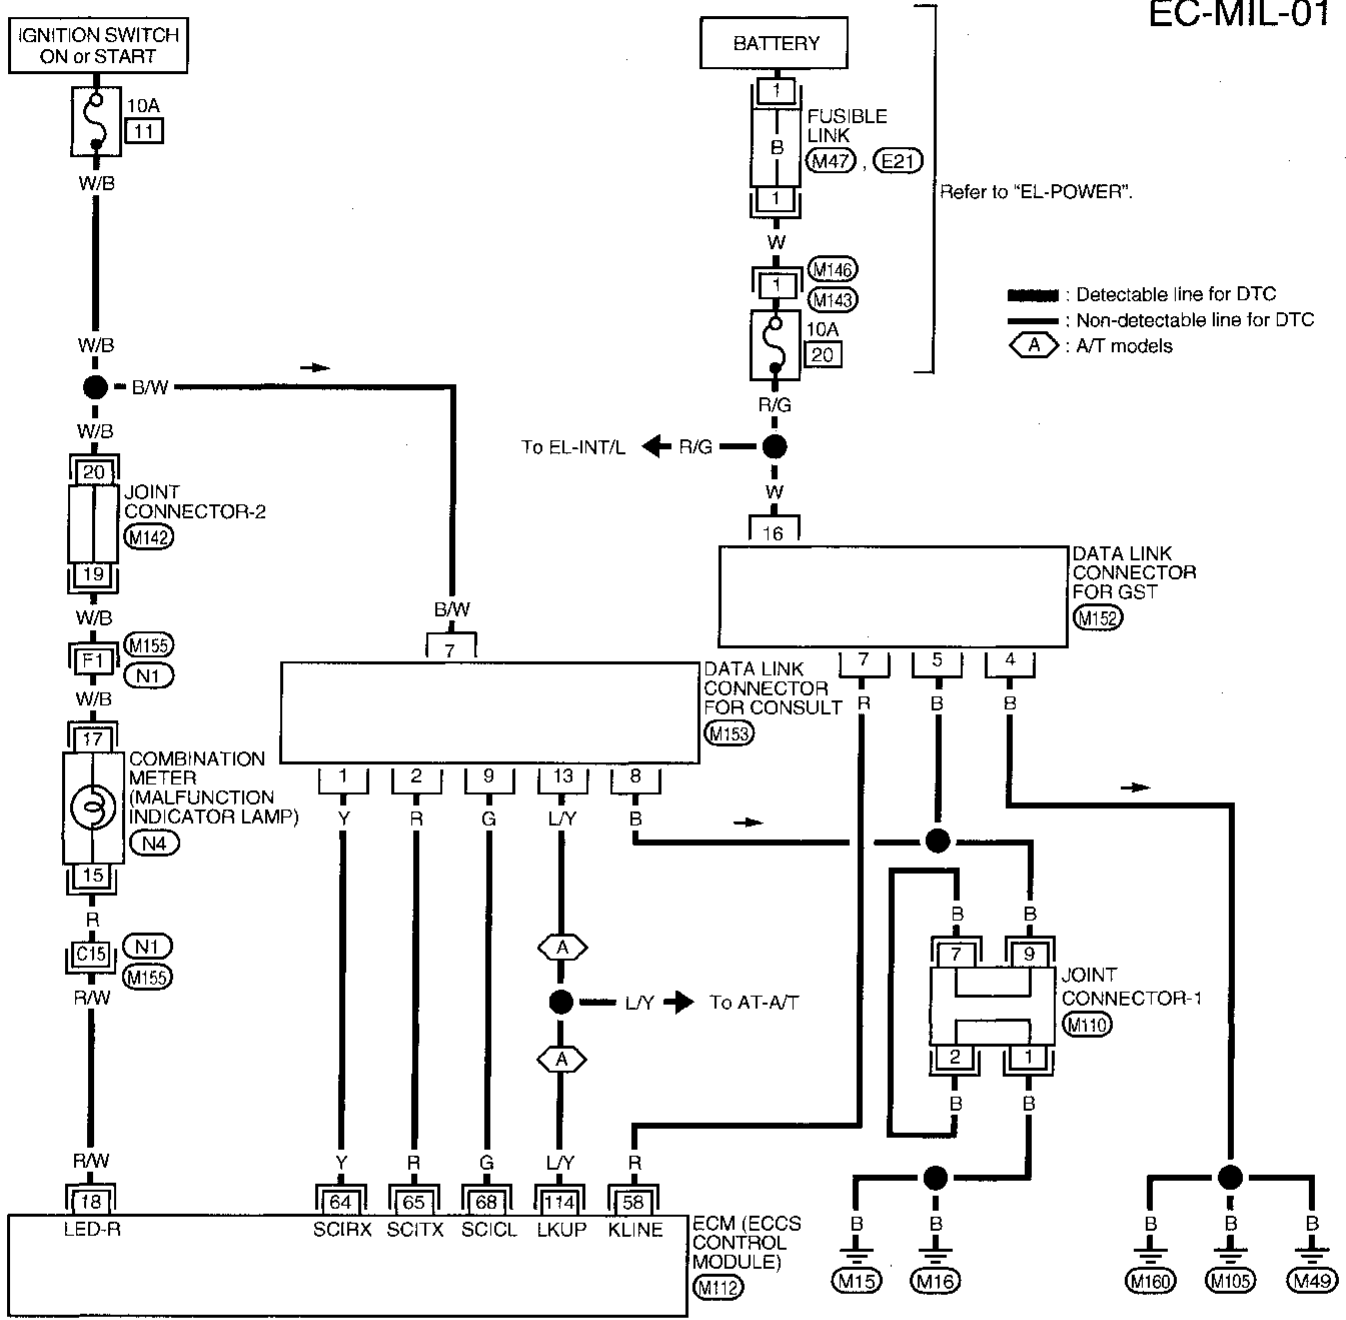 EC-MIL-01
IGNITION SWITCH
ON or START
10A
11
W/B
W/B
B/W
W/B
20
JOINT
CONNECTOR-2
M142
19
W/B
F1
M155
N1
W/B
17
COMBINATION
METER
(MALFUNCTION
INDICATOR LAMP)
N4
15
R
C15
N1
M155
R/W
R/W
18
LED-R
BATTERY
1
FUSIBLE
LINK
B
M47 , E21
1
W
1
M146
M143
10A
20
R/G
To EL-INT/L
R/G
W
16
Refer to "EL-POWER".
: Detectable line for DTC
: Non-detectable line for DTC
A : A/T models
DATA LINK
CONNECTOR
FOR GST
M152
7 5 4
R B B
B/W
7
DATA LINK
CONNECTOR
FOR CONSULT
M153
1 2 9 13 8
Y R G L/Y B
A
L/Y To AT-A/T
A
B B
7 9
JOINT
CONNECTOR-1
M110
2 1
B B
Y R G L/Y R
64 65 68 114 58
SCIRX SCITX SCICL LKUP KLINE
ECM (ECCS
CONTROL
MODULE)
M112
B B B B B
M15 M16 M160 M105 M49